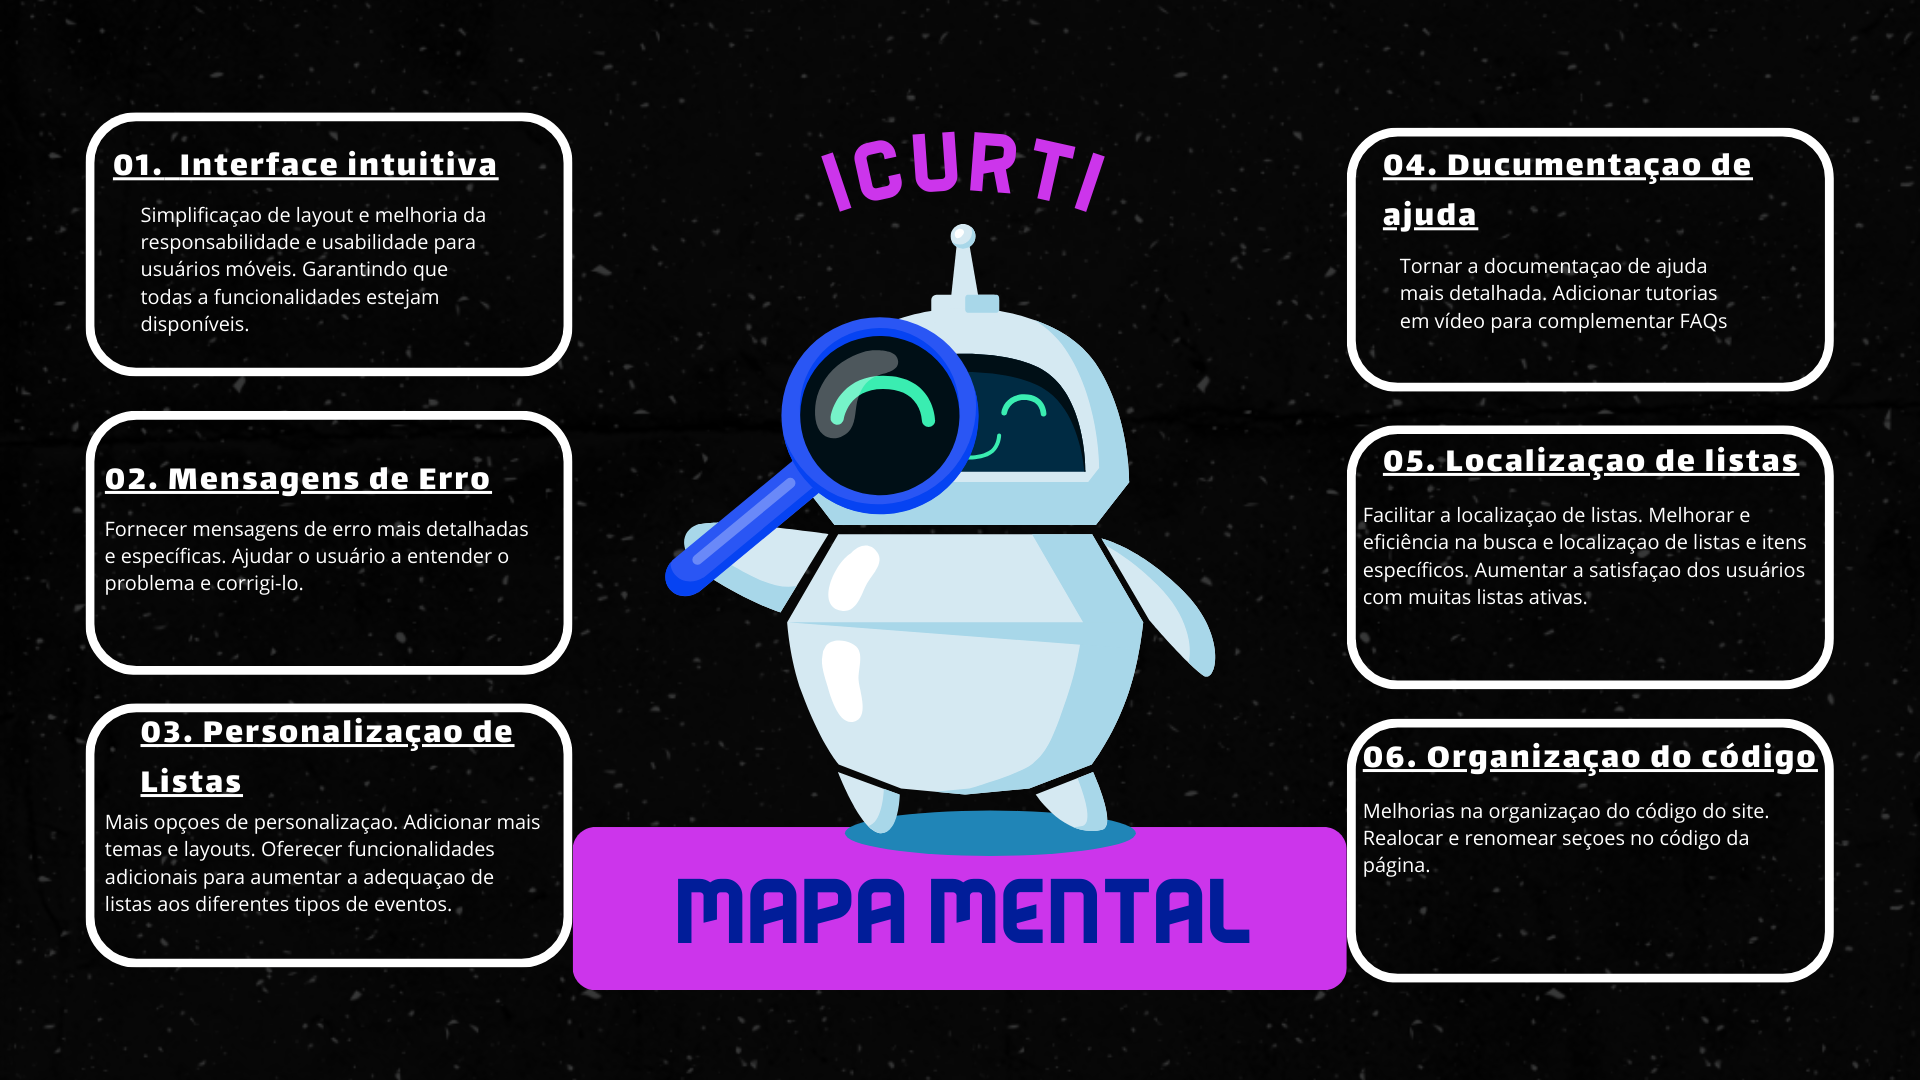 ICURTI
01. Interface intuitiva
Simplificaçao de layout e melhoria da
responsabilidade e usabilidade para
usuários móveis. Garantindo que
todas a funcionalidades estejam
disponíveis.
02. Mensagens de Erro
Fornecer mensagens de erro mais detalhadas
e específicas. Ajudar o usuário a entender o
problema e corrigi-lo.
03. Personalizaçao de
Listas
Mais opçoes de personalizaçao. Adicionar mais
temas e layouts. Oferecer funcionalidades
adicionais para aumentar a adequaçao de
listas aos diferentes tipos de eventos.
04. Ducumentaçao de
ajuda
Tornar a documentaçao de ajuda
mais detalhada. Adicionar tutorias
em vídeo para complementar FAQs
05. Localizaçao de listas
Facilitar a localizaçao de listas. Melhorar e
eficiência na busca e localizaçao de listas e itens
específicos. Aumentar a satisfaçao dos usuários
com muitas listas ativas.
06. Organizaçao do código
Melhorias na organizaçao do código do site.
Realocar e renomear seçoes no código da
página.
MAPA MENTAL